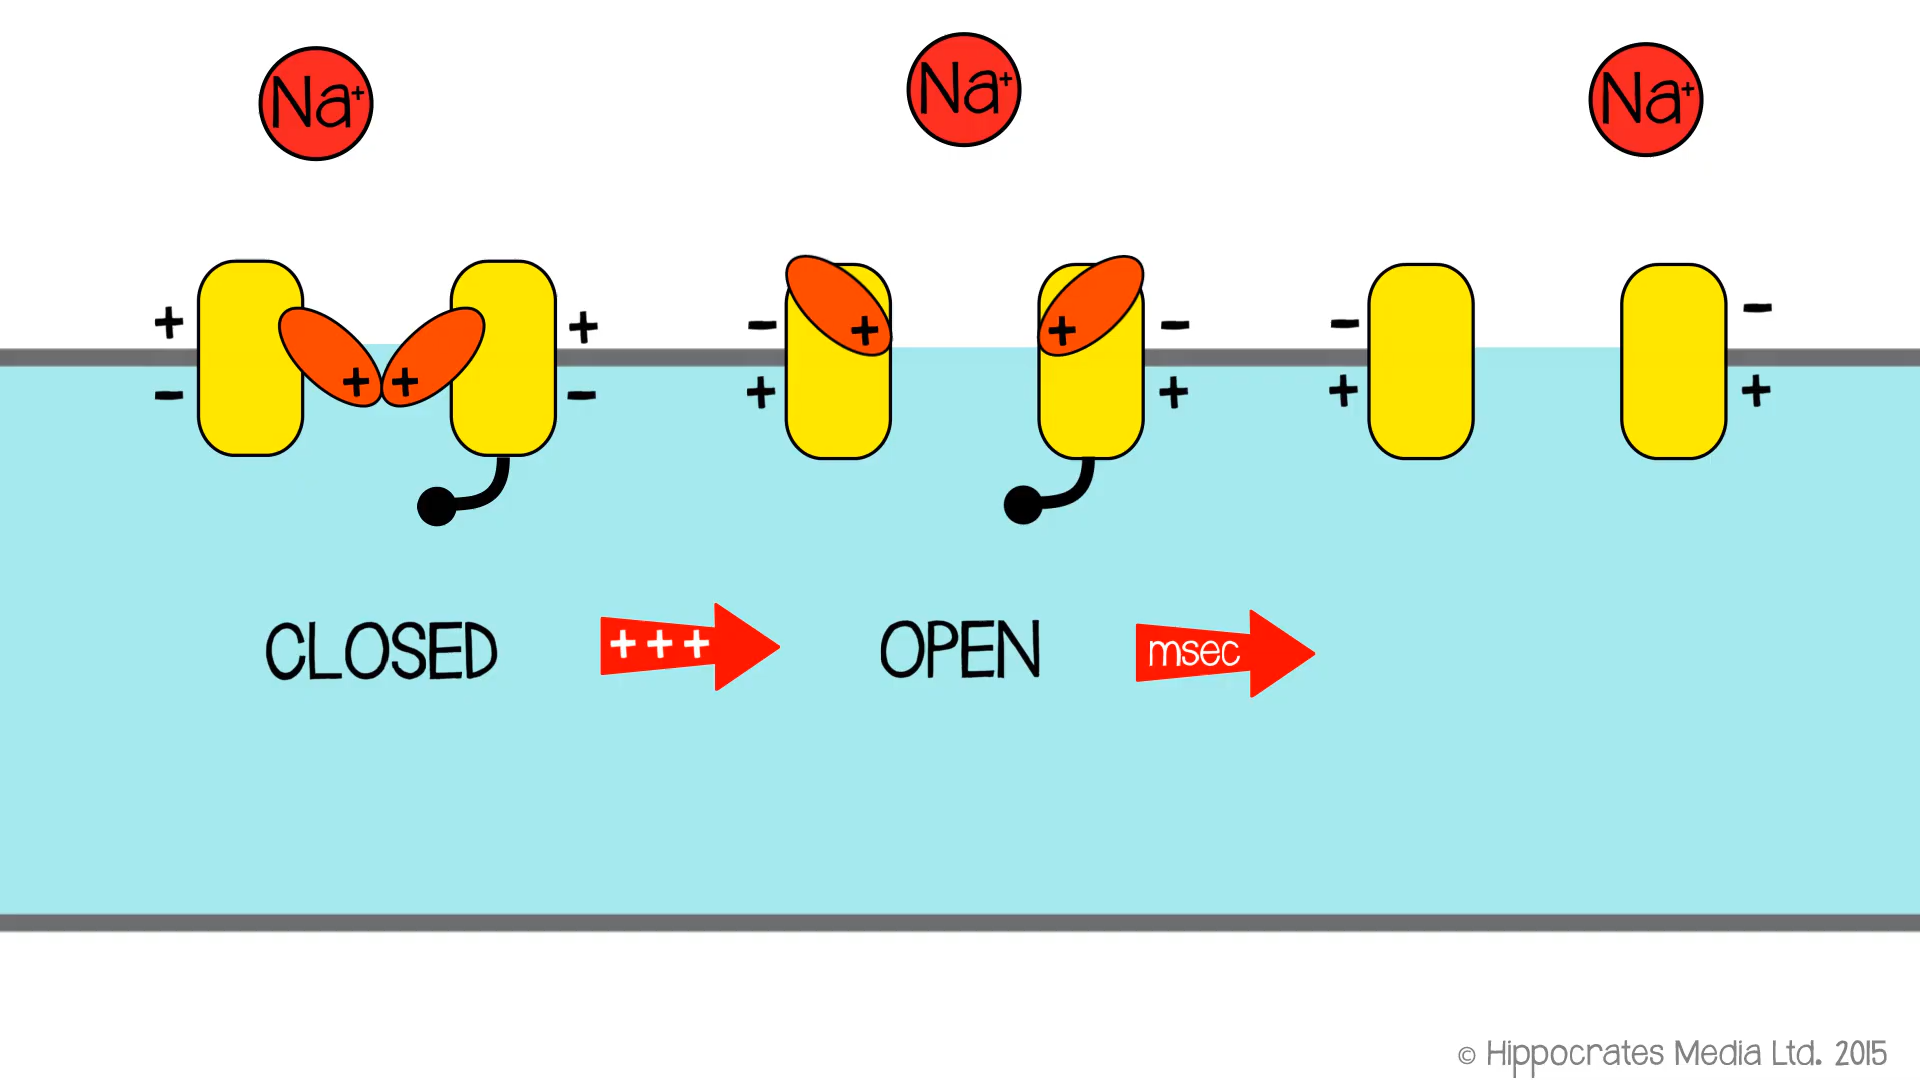 Na+ Na+ Na+
+ + - - - -
+ + + +
- - + + + +
CLOSED +++ OPEN msec
© Hippocrates Media Ltd. 2015